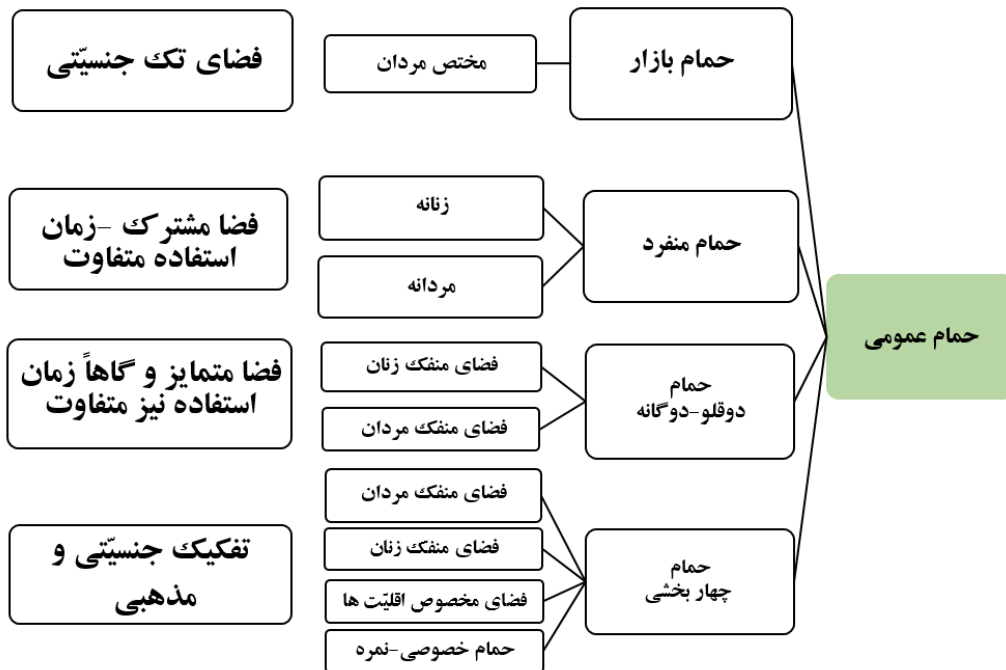 حمام عمومی
حمام بازار
مختص مردان
فضای تک جنسیّتی
حمام منفرد
زنانه
مردانه
فضا مشترک -زمان
استفاده متفاوت
حمام
دوقلو-دوگانه
فضای منفک زنان
فضای منفک مردان
فضا متمایز و گاهاً زمان
استفاده نیز متفاوت
حمام
چهار بخشی
فضای منفک مردان
فضای منفک زنان
فضای مخصوص اقلیّت ها
حمام خصوصی-نمره
تفکیک جنسیّتی و
مذهبی